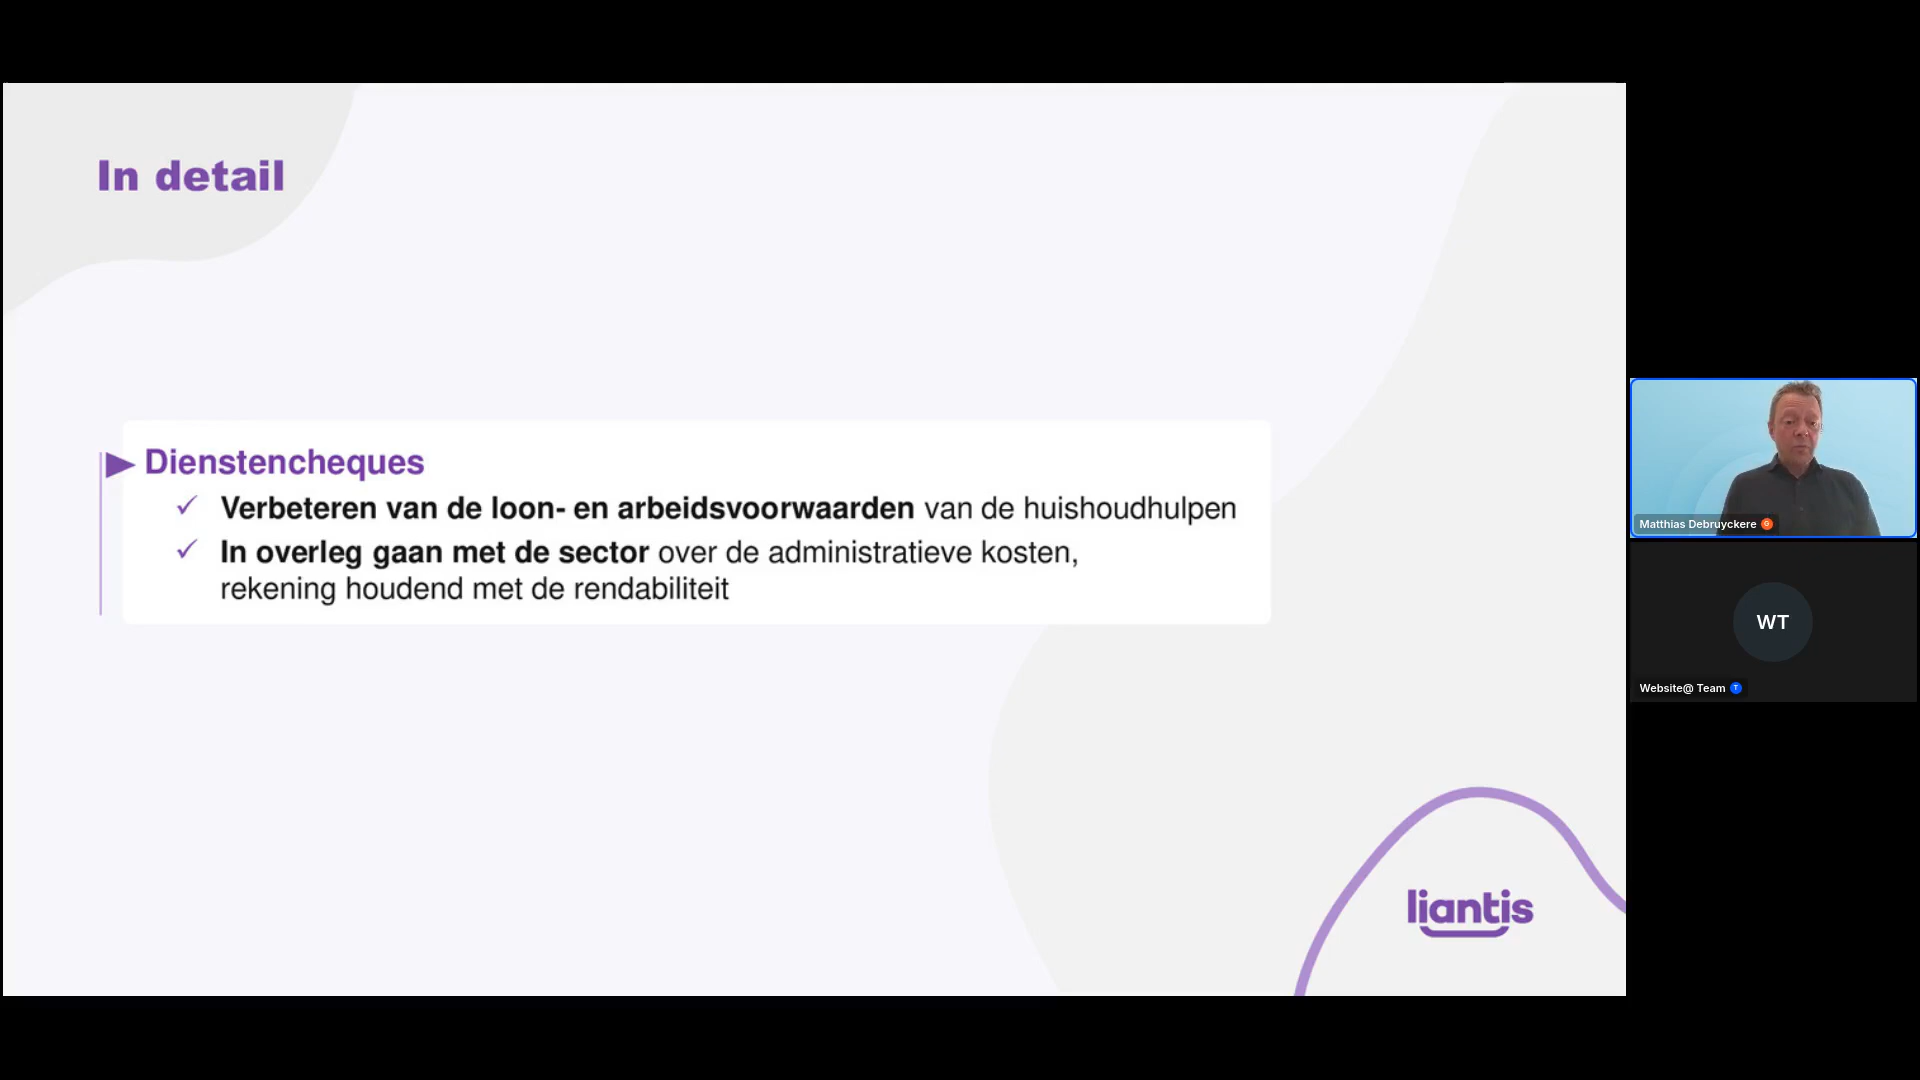 In detail
Dienstencheques
✓ Verbeteren van de loon- en arbeidsvoorwaarden van de huishoudhulpen
✓ In overleg gaan met de sector over de administratieve kosten,
rekening houdend met de rendabiliteit
liantis
Matthias Debruyckere G
WT
Website@ Team T